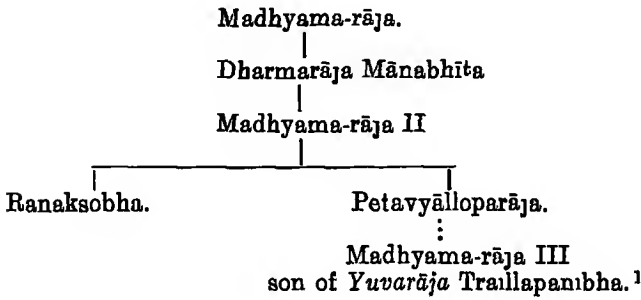 Madhyama-rāja.
Dharmarāja Mānabhīta
Madhyama-rāja II
Ranaksobha. Petavyālloparāja.
Madhyama-rāja III
son of Yuvarāja Traillapanibha.¹